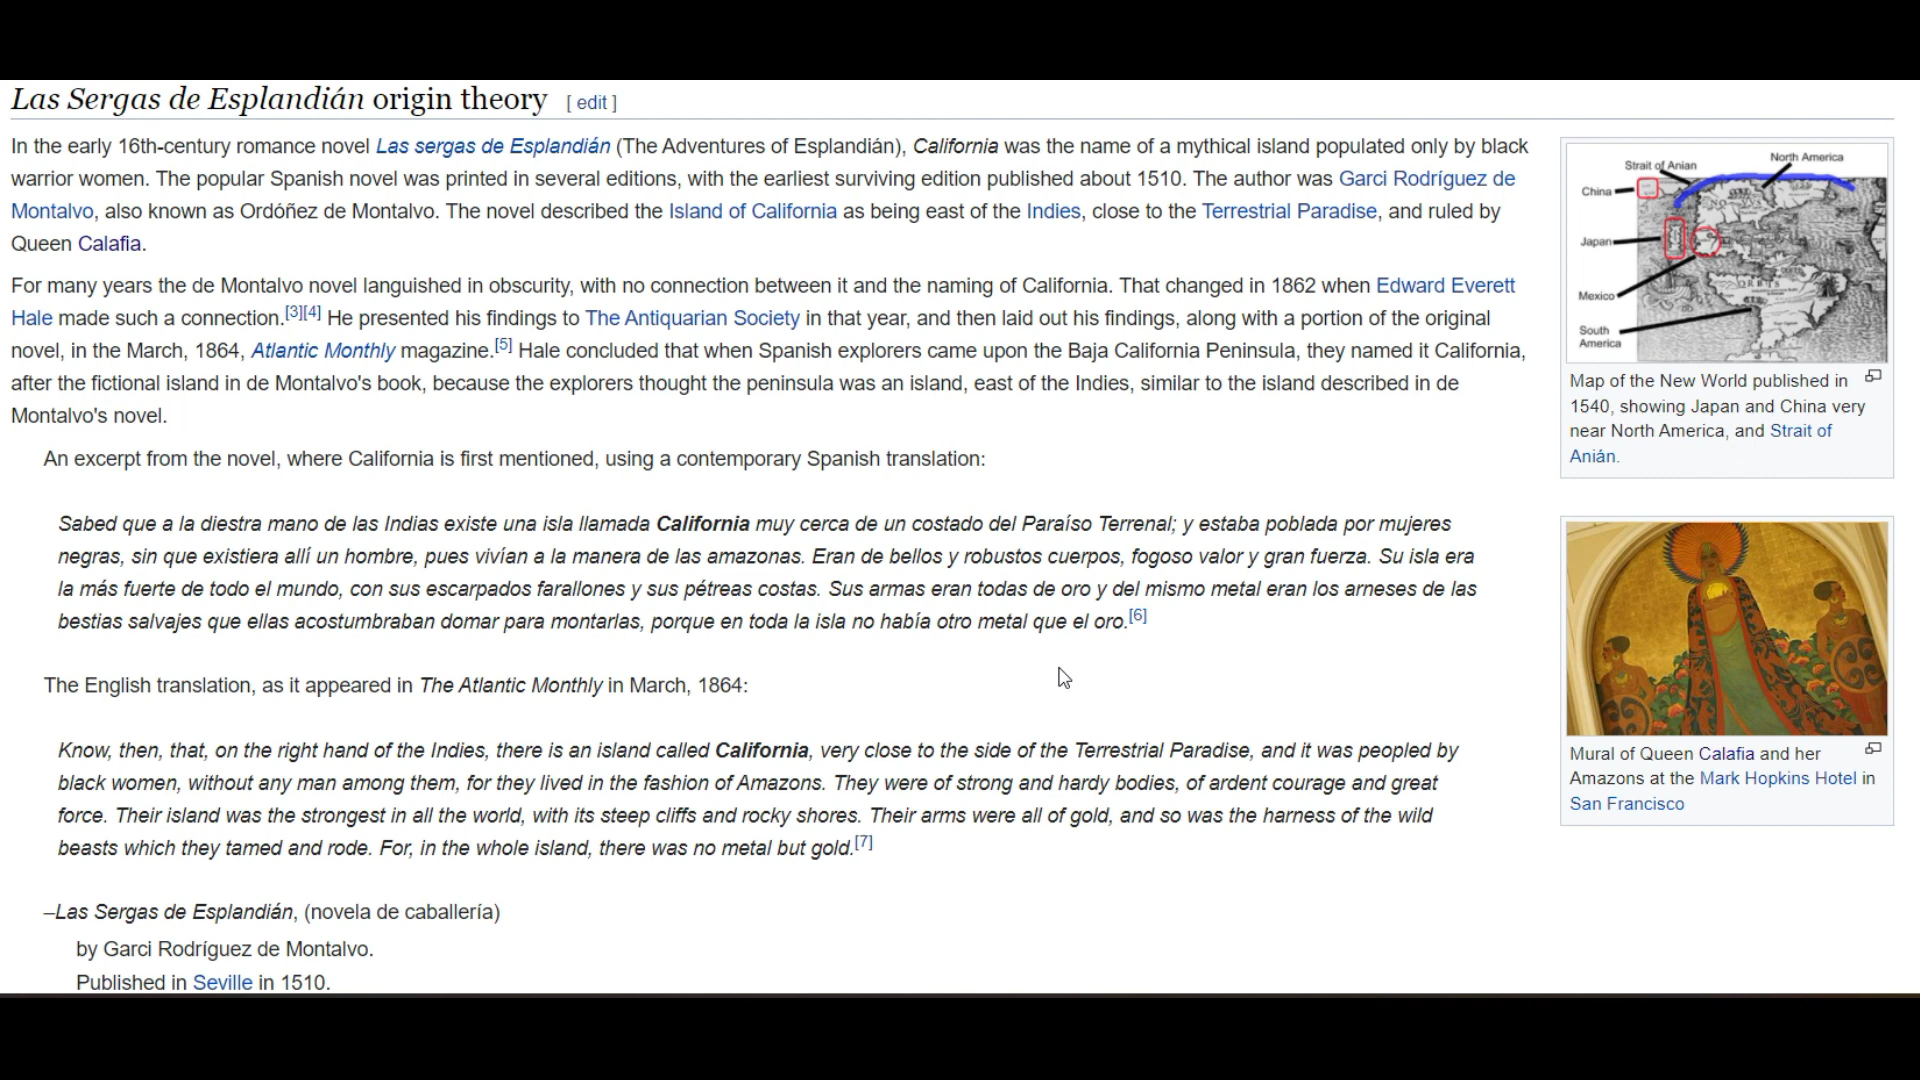 Las Sergas de Esplandián origin theory [ edit ]
In the early 16th-century romance novel Las sergas de Esplandián (The Adventures of Esplandián), California was the name of a mythical island populated only by black
warrior women. The popular Spanish novel was printed in several editions, with the earliest surviving edition published about 1510. The author was Garci Rodríguez de
Montalvo, also known as Ordóñez de Montalvo. The novel described the Island of California as being east of the Indies, close to the Terrestrial Paradise, and ruled by
Queen Calafia.
For many years the de Montalvo novel languished in obscurity, with no connection between it and the naming of California. That changed in 1862 when Edward Everett
Hale made such a connection.[3][4] He presented his findings to The Antiquarian Society in that year, and then laid out his findings, along with a portion of the original
novel, in the March, 1864, Atlantic Monthly magazine.[5] Hale concluded that when Spanish explorers came upon the Baja California Peninsula, they named it California,
after the fictional island in de Montalvo's book, because the explorers thought the peninsula was an island, east of the Indies, similar to the island described in de
Montalvo's novel.
An excerpt from the novel, where California is first mentioned, using a contemporary Spanish translation:
Sabed que a la diestra mano de las Indias existe una isla llamada California muy cerca de un costado del Paraíso Terrenal; y estaba poblada por mujeres
negras, sin que existiera allí un hombre, pues vivían a la manera de las amazonas. Eran de bellos y robustos cuerpos, fogoso valor y gran fuerza. Su isla era
la más fuerte de todo el mundo, con sus escarpados farallones y sus pétreas costas. Sus armas eran todas de oro y del mismo metal eran los arneses de las
bestias salvajes que ellas acostumbraban domar para montarlas, porque en toda la isla no había otro metal que el oro.[6]
The English translation, as it appeared in The Atlantic Monthly in March, 1864:
Know, then, that, on the right hand of the Indies, there is an island called California, very close to the side of the Terrestrial Paradise, and it was peopled by
black women, without any man among them, for they lived in the fashion of Amazons. They were of strong and hardy bodies, of ardent courage and great
force. Their island was the strongest in all the world, with its steep cliffs and rocky shores. Their arms were all of gold, and so was the harness of the wild
beasts which they tamed and rode. For, in the whole island, there was no metal but gold.[7]
–Las Sergas de Esplandián, (novela de caballería)
by Garci Rodríguez de Montalvo.
Published in Seville in 1510.
Strait of Anian
North America
China
Japan
Mexico
South
America
Map of the New World published in
1540, showing Japan and China very
near North America, and Strait of
Anián.
Mural of Queen Calafia and her
Amazons at the Mark Hopkins Hotel in
San Francisco